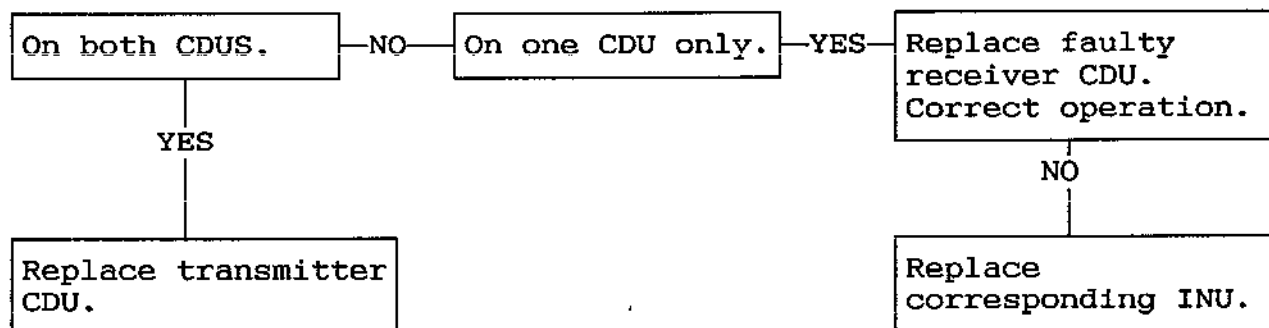 On both CDUS.
NO
On one CDU only.
YES
Replace faulty
receiver CDU.
Correct operation.
YES
NO
Replace transmitter
CDU.
Replace
corresponding INU.